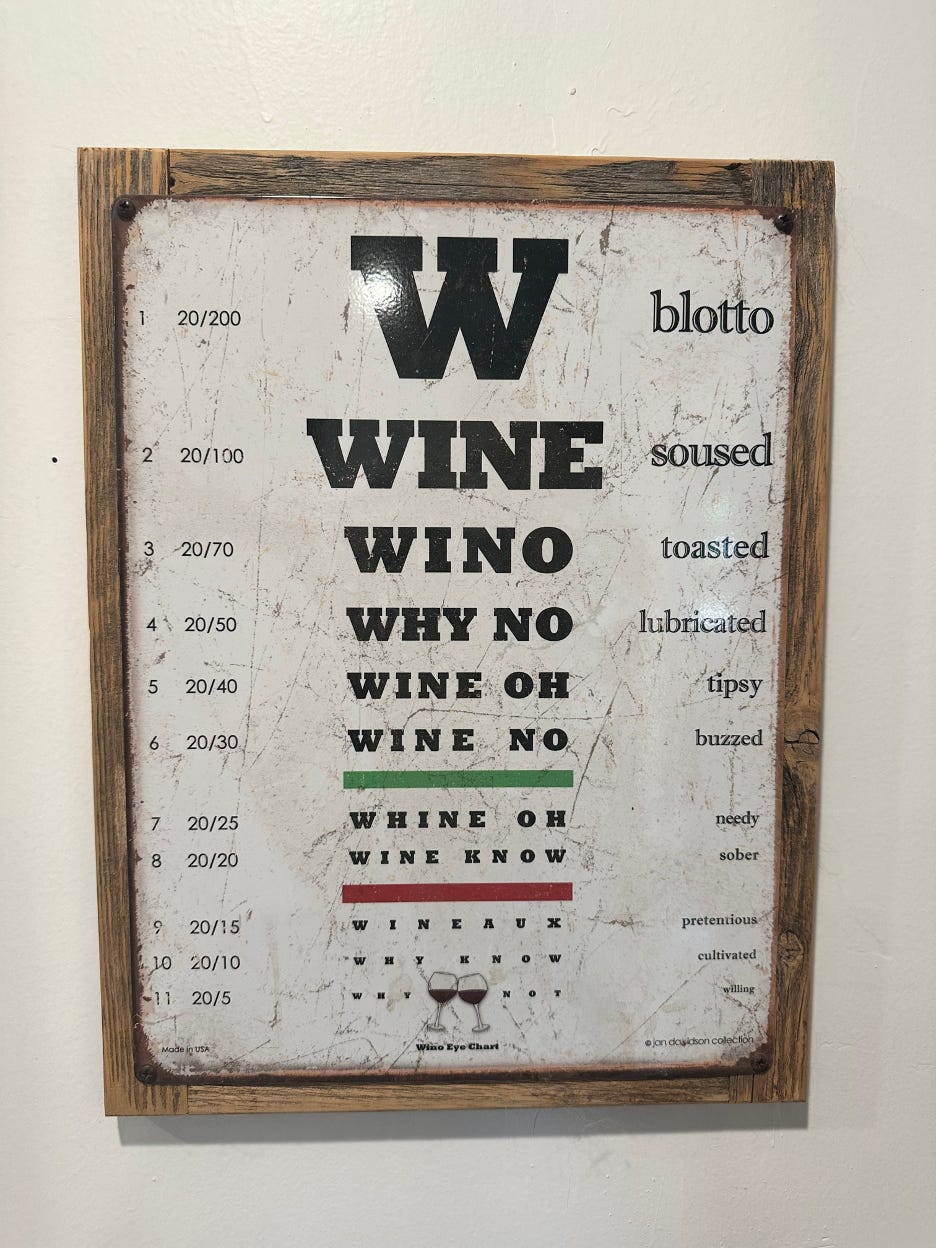 1 20/200 W blotto
2 20/100 WINE soused
3 20/70 WINO toasted
4 20/50 WHY NO lubricated
5 20/40 WINE OH tipsy
6 20/30 WINE NO buzzed
7 20/25 WHINE OH needy
8 20/20 WINE KNOW sober
9 20/15 WINEAUX pretentious
10 20/10 WHY KNOW cultivated
11 20/5 WHY NOT willing
Made in USA Wino Eye Chart © jan davidson collection